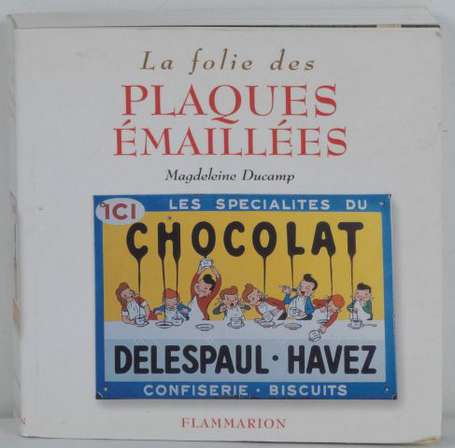 La folie des
PLAQUES
ÉMAILLÉES
Magdeleine Ducamp
ICI
LES SPECIALITES DU
CHOCOLAT
DELESPAUL · HAVEZ
CONFISERIE · BISCUITS
FLAMMARION